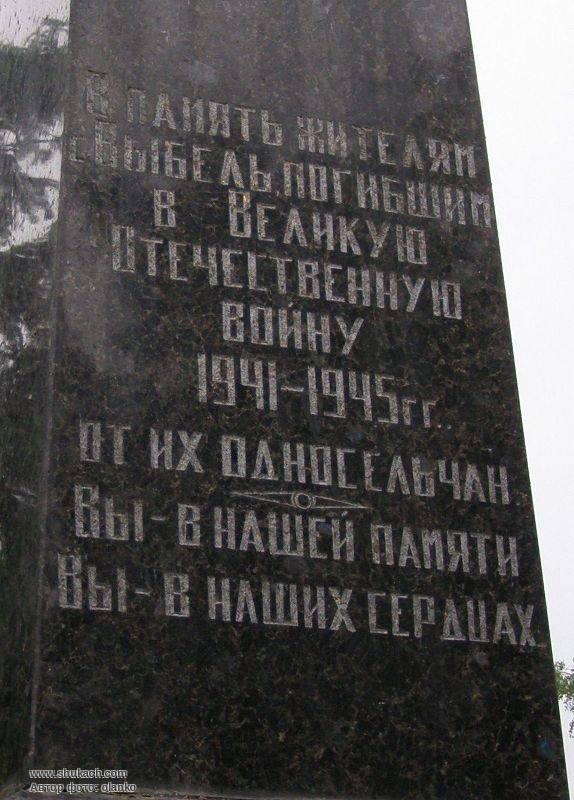 В ПАМЯТЬ ЖИТЕЛЯМ
с ВЫБЕЛЬ, ПОГИБШИМ
В ВЕЛИКУЮ
ОТЕЧЕСТВЕННУЮ
ВОЙНУ
1941-1945гг.
ОТ ИХ ОДНОСЕЛЬЧАН
ВЫ - В НАШЕЙ ПАМЯТИ
ВЫ - В НАШИХ СЕРДЦАХ
www.shukach.com
Автор фото: olanko